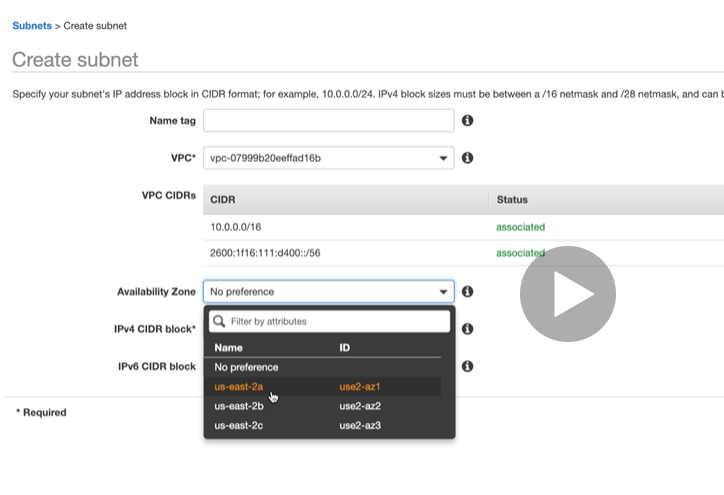 Subnets > Create subnet
Create subnet
Specify your subnet's IP address block in CIDR format; for example, 10.0.0.0/24. IPv4 block sizes must be between a /16 netmask and /28 netmask, and can
Name tag
VPC* vpc-07999b20eeffad16b
VPC CIDRs CIDR Status
10.0.0.0/16 associated
2600:1f16:111:d400::/56 associated
Availability Zone No preference
IPv4 CIDR block* Filter by attributes
Name ID
IPv6 CIDR block No preference
us-east-2a use2-az1
us-east-2b use2-az2
* Required
us-east-2c use2-az3